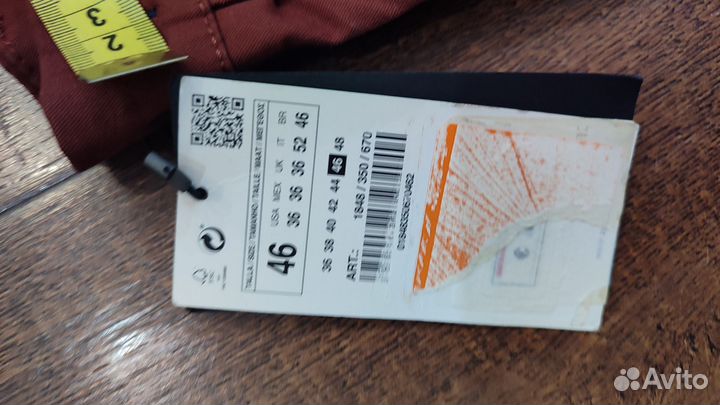 2
3
TALLA // SIZE // TAMANHO // TAILLE // MAAT // ΜΕΓΕΘΟΣ
46
USA MEX UK IT BR
36 36 36 52 46
36 38 40 42 44 46 48
ART.: 1848 / 350 / 670
Avito